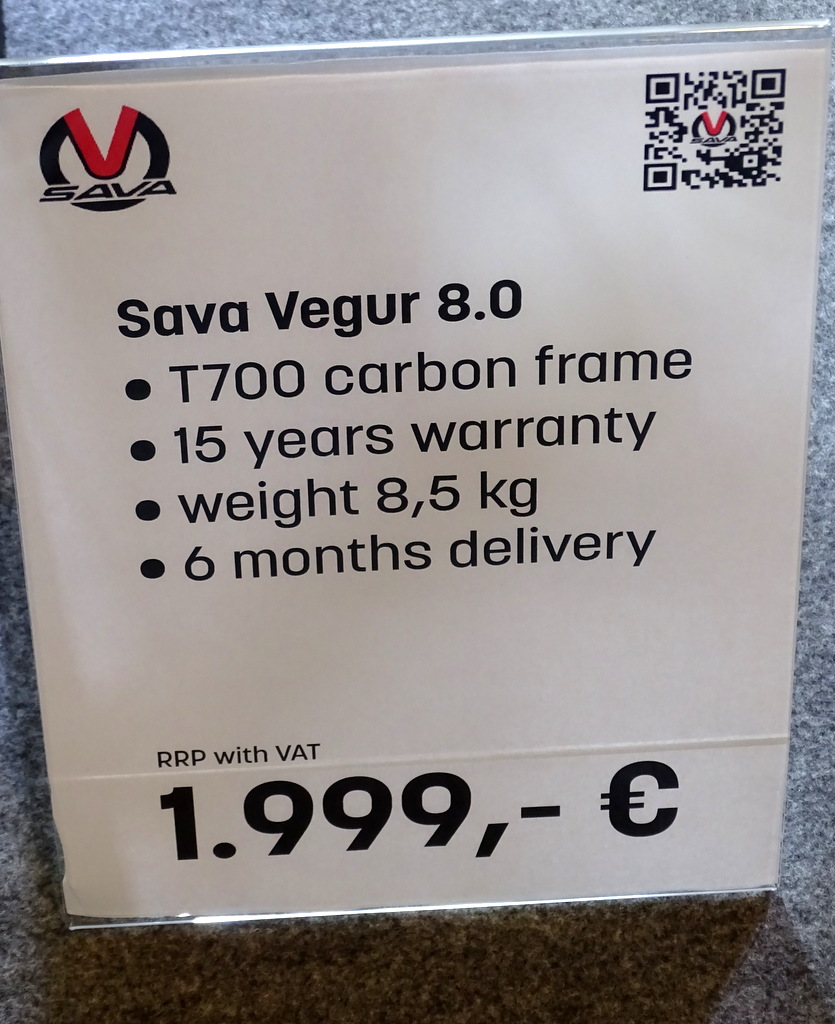 SAVA
SAVA
Sava Vegur 8.0
• T700 carbon frame
• 15 years warranty
• weight 8,5 kg
• 6 months delivery
RRP with VAT
1.999,- €